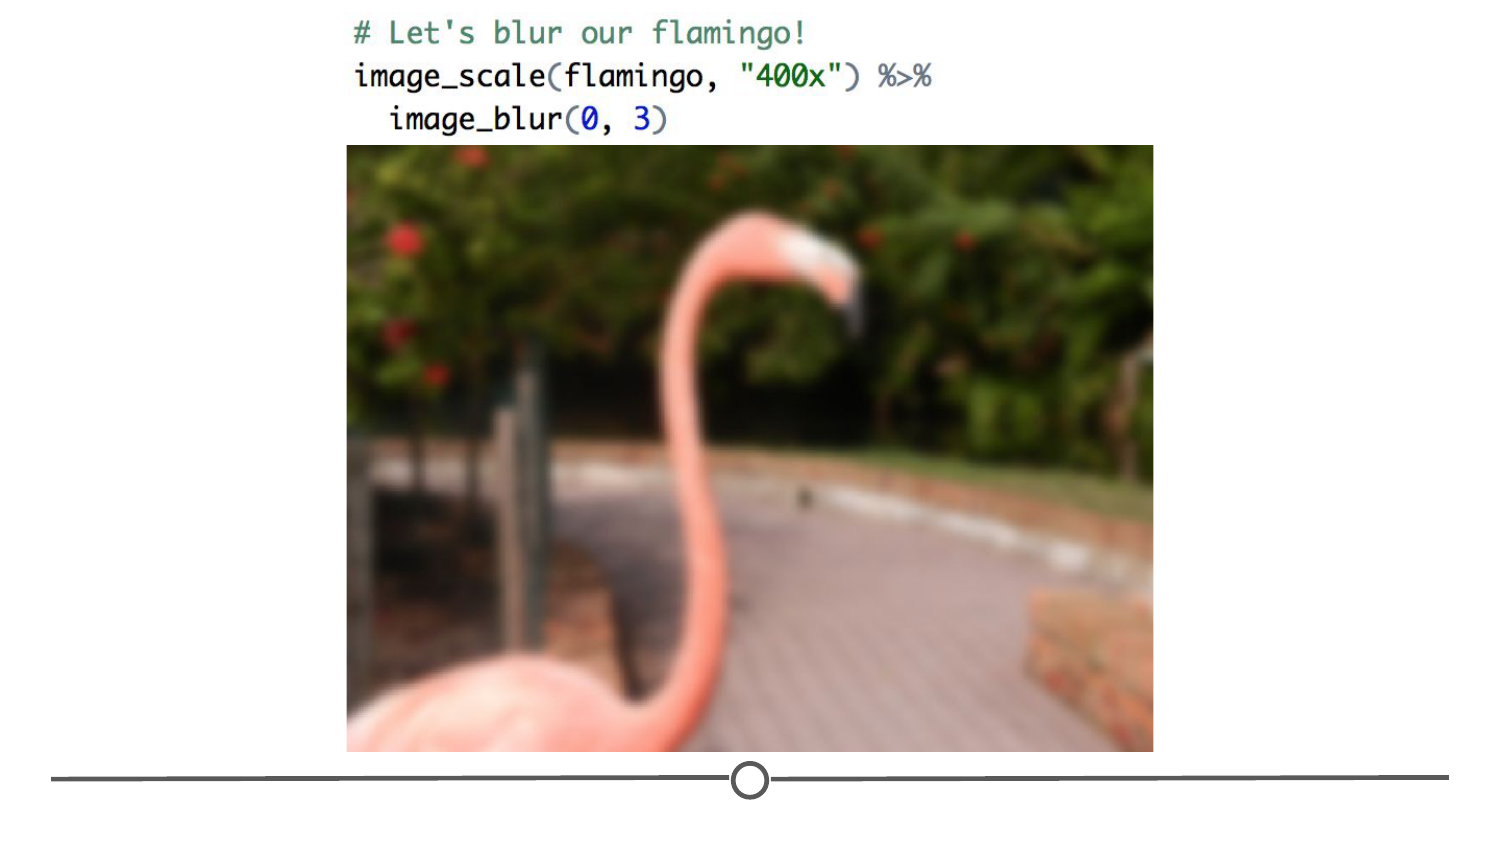 # Let's blur our flamingo!
image_scale(flamingo, "400x") %>%
  image_blur(0, 3)